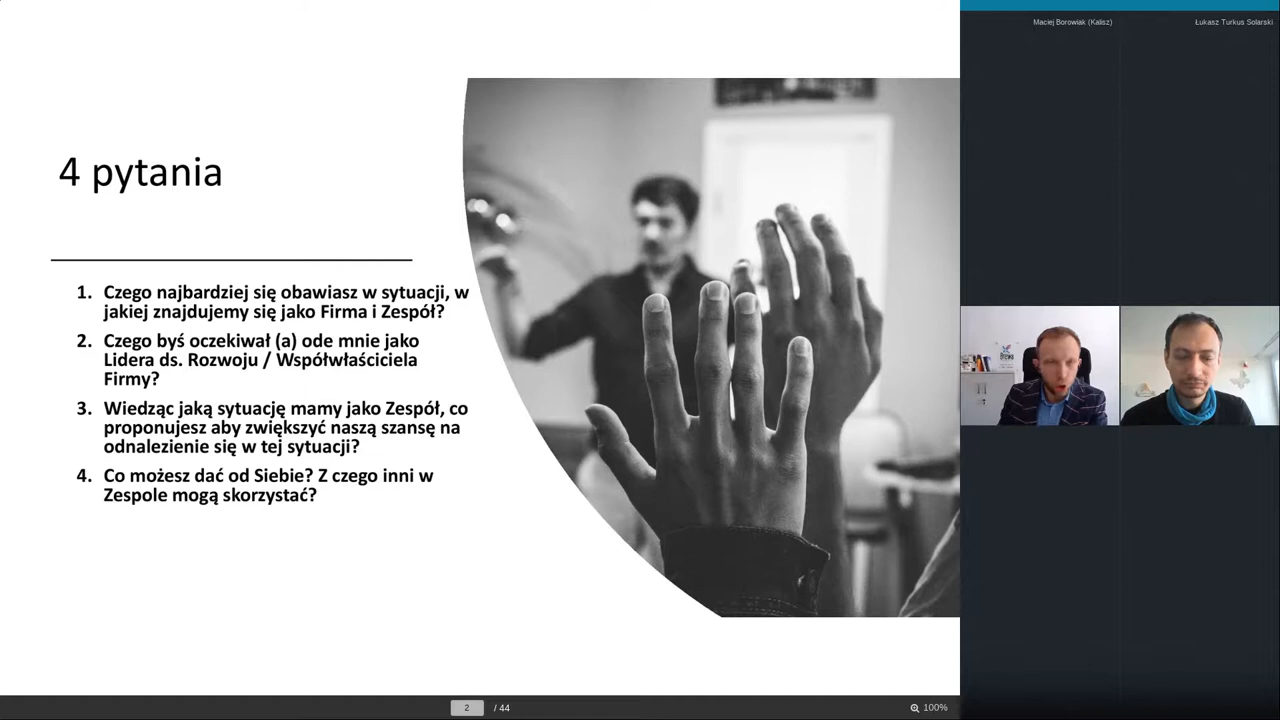 Maciej Borowiak (Kalisz)
Łukasz Turkus Solarski
4 pytania
1. Czego najbardziej się obawiasz w sytuacji, w
jakiej znajdujemy się jako Firma i Zespół?
2. Czego byś oczekiwał (a) ode mnie jako
Lidera ds. Rozwoju / Współwłaściciela
Firmy?
3. Wiedząc jaką sytuację mamy jako Zespół, co
proponujesz aby zwiększyć naszą szansę na
odnalezienie się w tej sytuacji?
4. Co możesz dać od Siebie? Z czego inni w
Zespole mogą skorzystać?
2 / 44
100%